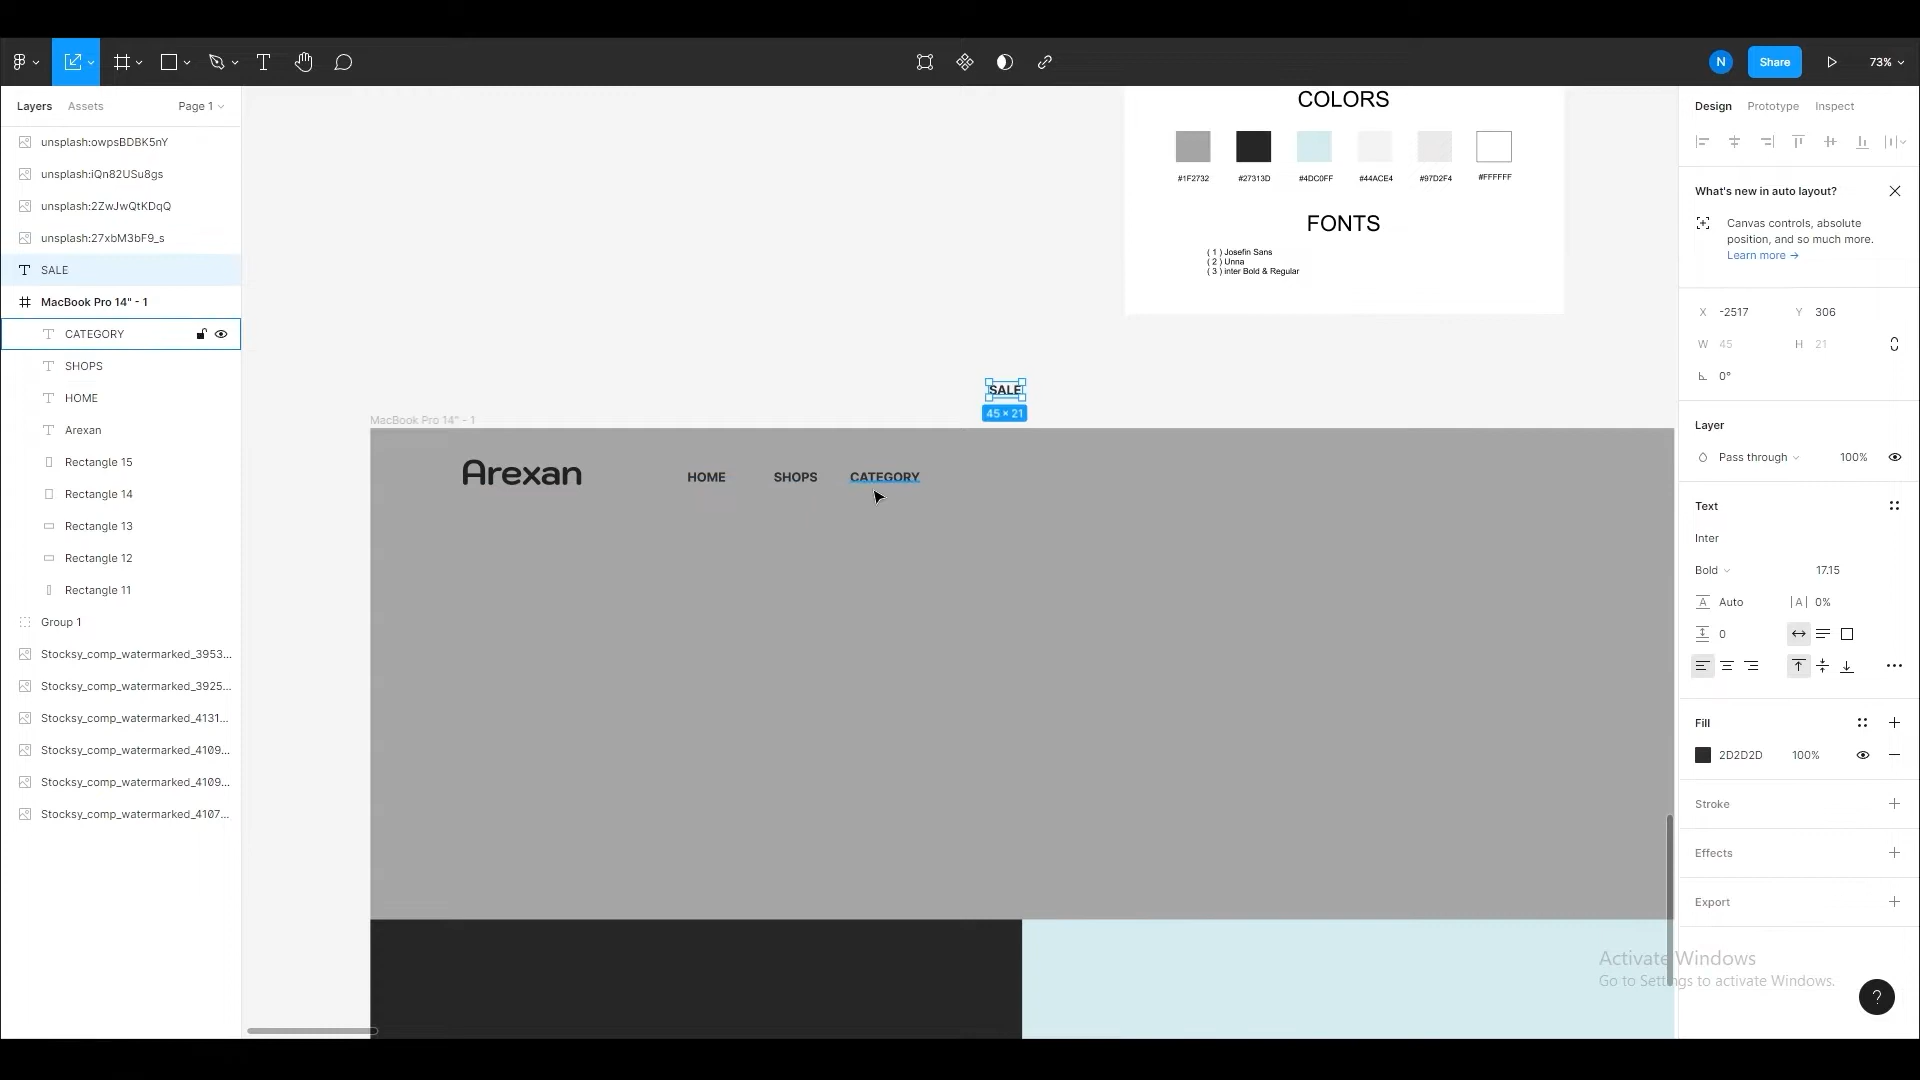 N
Share
73%
Layers
Assets
Page 1
unsplash:owpsBDBK5nY
unsplash:iQn82USu8gs
unsplash:2ZwJwQtKDqQ
unsplash:27xbM3bF9_s
SALE
MacBook Pro 14" - 1
CATEGORY
SHOPS
HOME
Arexan
Rectangle 15
Rectangle 14
Rectangle 13
Rectangle 12
Rectangle 11
Group 1
Stocksy_comp_watermarked_3953...
Stocksy_comp_watermarked_3925...
Stocksy_comp_watermarked_4131...
Stocksy_comp_watermarked_4109...
Stocksy_comp_watermarked_4109...
Stocksy_comp_watermarked_4107...
COLORS
#1F2732 #27313D #4DC0FF #44ACE4 #97D2F4 #FFFFFF
FONTS
( 1 ) Josefin Sans
( 2 ) Unna
( 3 ) inter Bold & Regular
SALE
45 × 21
MacBook Pro 14" - 1
Arexan HOME SHOPS CATEGORY
Design Prototype Inspect
What's new in auto layout?
Canvas controls, absolute
position, and so much more.
Learn more →
X -2517 Y 306
W 45 H 21
0°
Layer
Pass through 100%
Text
Inter
Bold 17.15
A Auto |A| 0%
0
Fill
2D2D2D 100%
Stroke
Effects
Export
Activate Windows
Go to Settings to activate Windows.
?